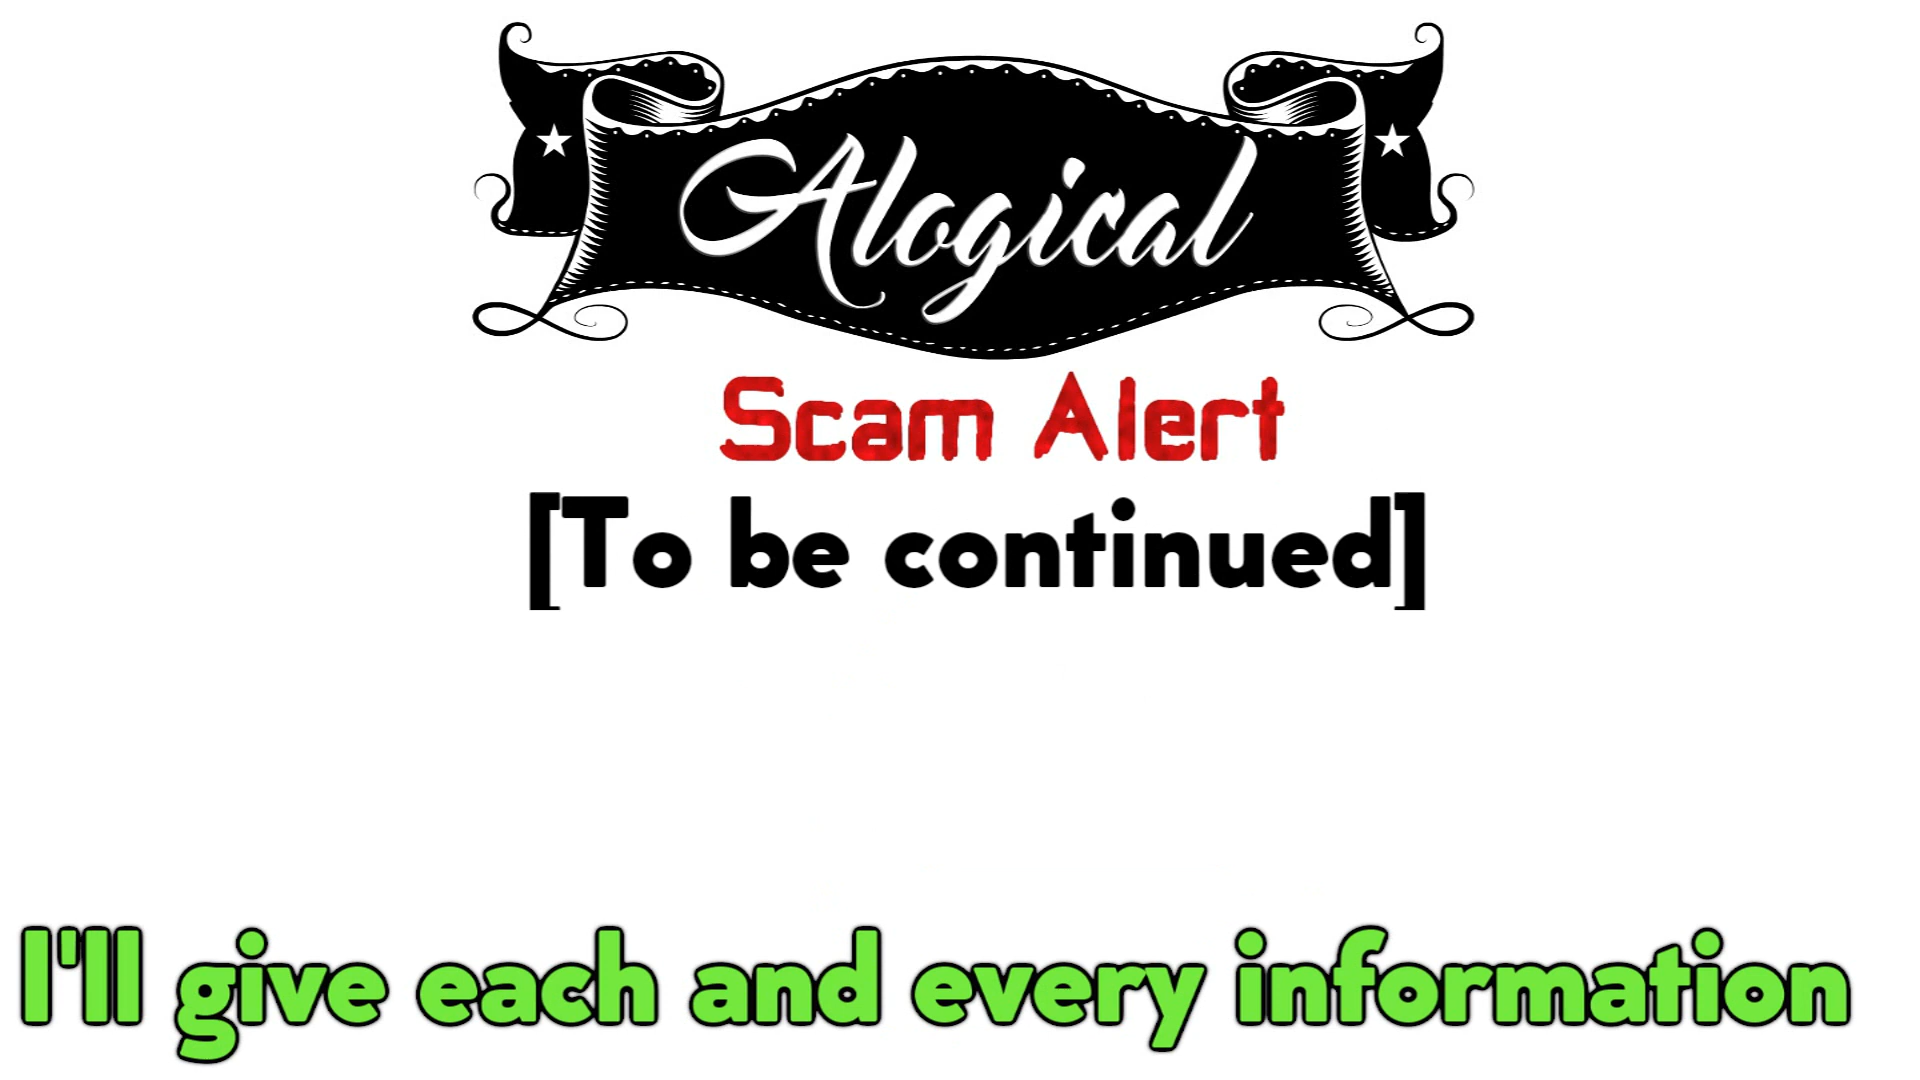 Alogical
Scam Alert
[To be continued]
I'll give each and every information